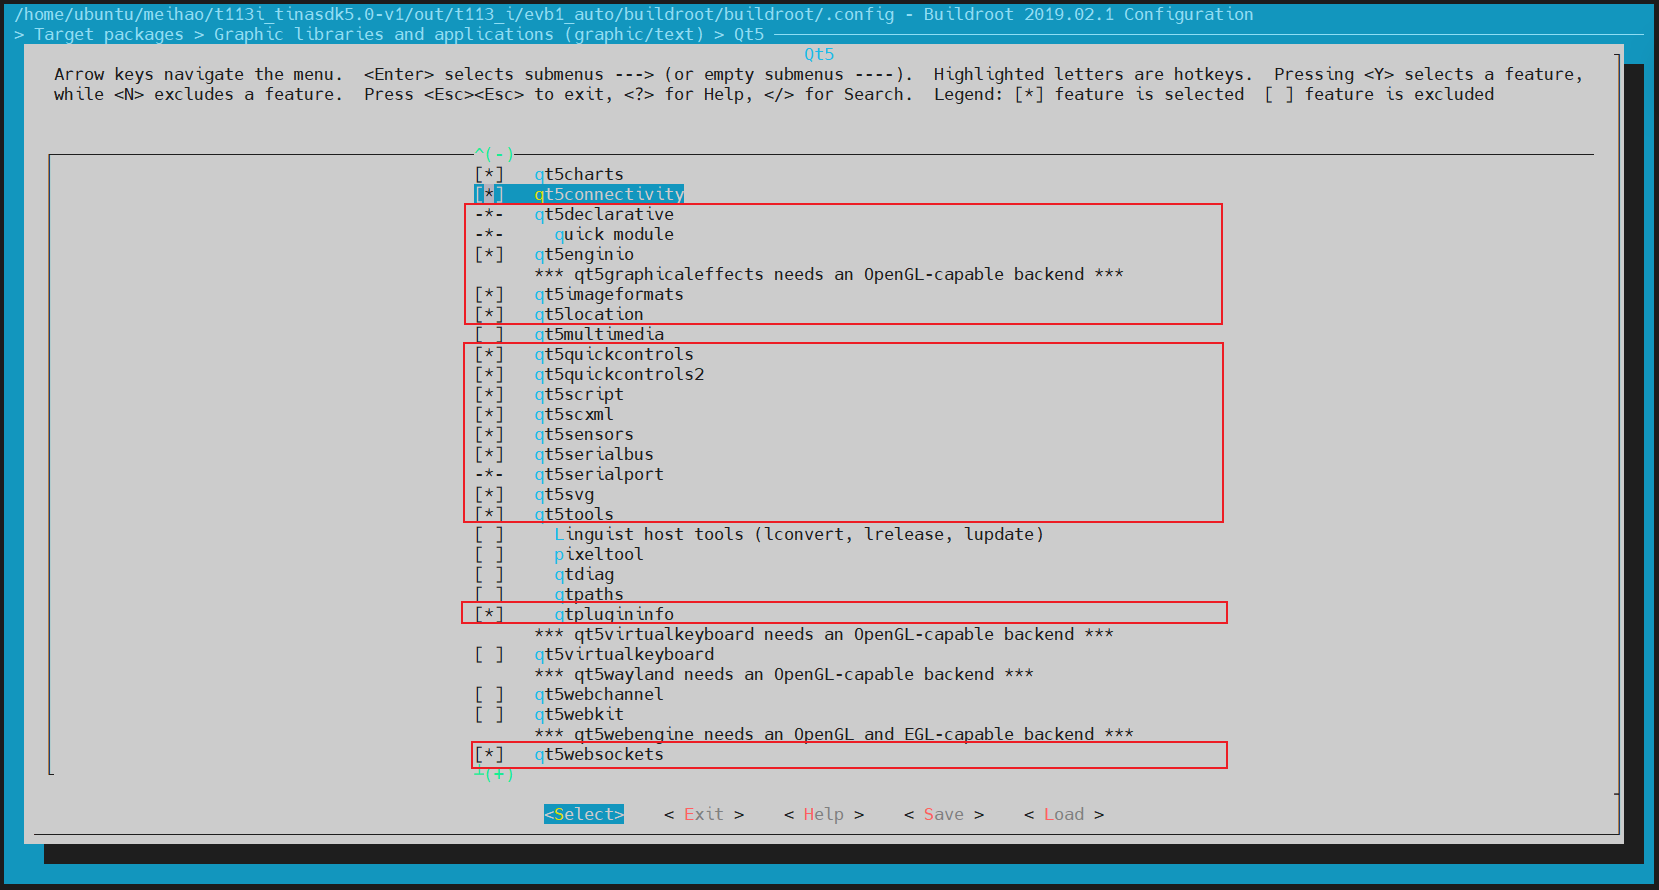 /home/ubuntu/meihao/t113i_tinasdk5.0-v1/out/t113_i/evb1_auto/buildroot/buildroot/.config - Buildroot 2019.02.1 Configuration
> Target packages > Graphic libraries and applications (graphic/text) > Qt5
Qt5
Arrow keys navigate the menu.  <Enter> selects submenus ---> (or empty submenus ----).  Highlighted letters are hotkeys.  Pressing <Y> selects a feature,
while <N> excludes a feature.  Press <Esc><Esc> to exit, <?> for Help, </> for Search.  Legend: [*] feature is selected  [ ] feature is excluded
^(-)
[*]   qt5charts
[*]   qt5connectivity
-*-   qt5declarative
-*-     quick module
[*]   qt5enginio
*** qt5graphicaleffects needs an OpenGL-capable backend ***
[*]   qt5imageformats
[*]   qt5location
[ ]   qt5multimedia
[*]   qt5quickcontrols
[*]   qt5quickcontrols2
[*]   qt5script
[*]   qt5scxml
[*]   qt5sensors
[*]   qt5serialbus
-*-   qt5serialport
[*]   qt5svg
[*]   qt5tools
[ ]     Linguist host tools (lconvert, lrelease, lupdate)
[ ]     pixeltool
[ ]     qtdiag
[ ]     qtpaths
[*]     qtplugininfo
*** qt5virtualkeyboard needs an OpenGL-capable backend ***
[ ]   qt5virtualkeyboard
*** qt5wayland needs an OpenGL-capable backend ***
[ ]   qt5webchannel
[ ]   qt5webkit
*** qt5webengine needs an OpenGL and EGL-capable backend ***
[*]   qt5websockets
┴(+)
<Select>    < Exit >    < Help >    < Save >    < Load >